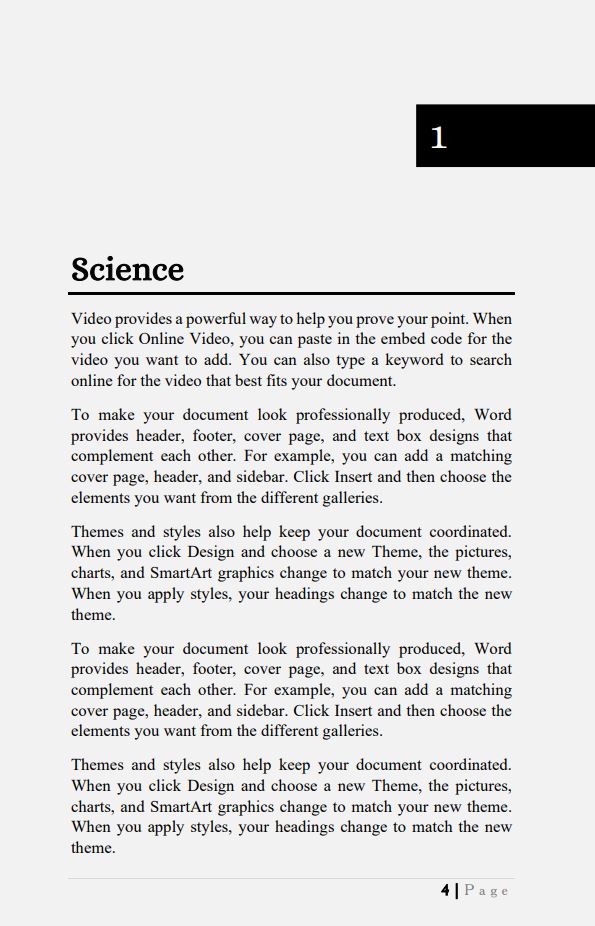 1
Science
Video provides a powerful way to help you prove your point. When
you click Online Video, you can paste in the embed code for the
video you want to add. You can also type a keyword to search
online for the video that best fits your document.
To make your document look professionally produced, Word
provides header, footer, cover page, and text box designs that
complement each other. For example, you can add a matching
cover page, header, and sidebar. Click Insert and then choose the
elements you want from the different galleries.
Themes and styles also help keep your document coordinated.
When you click Design and choose a new Theme, the pictures,
charts, and SmartArt graphics change to match your new theme.
When you apply styles, your headings change to match the new
theme.
To make your document look professionally produced, Word
provides header, footer, cover page, and text box designs that
complement each other. For example, you can add a matching
cover page, header, and sidebar. Click Insert and then choose the
elements you want from the different galleries.
Themes and styles also help keep your document coordinated.
When you click Design and choose a new Theme, the pictures,
charts, and SmartArt graphics change to match your new theme.
When you apply styles, your headings change to match the new
theme.
4 | Page